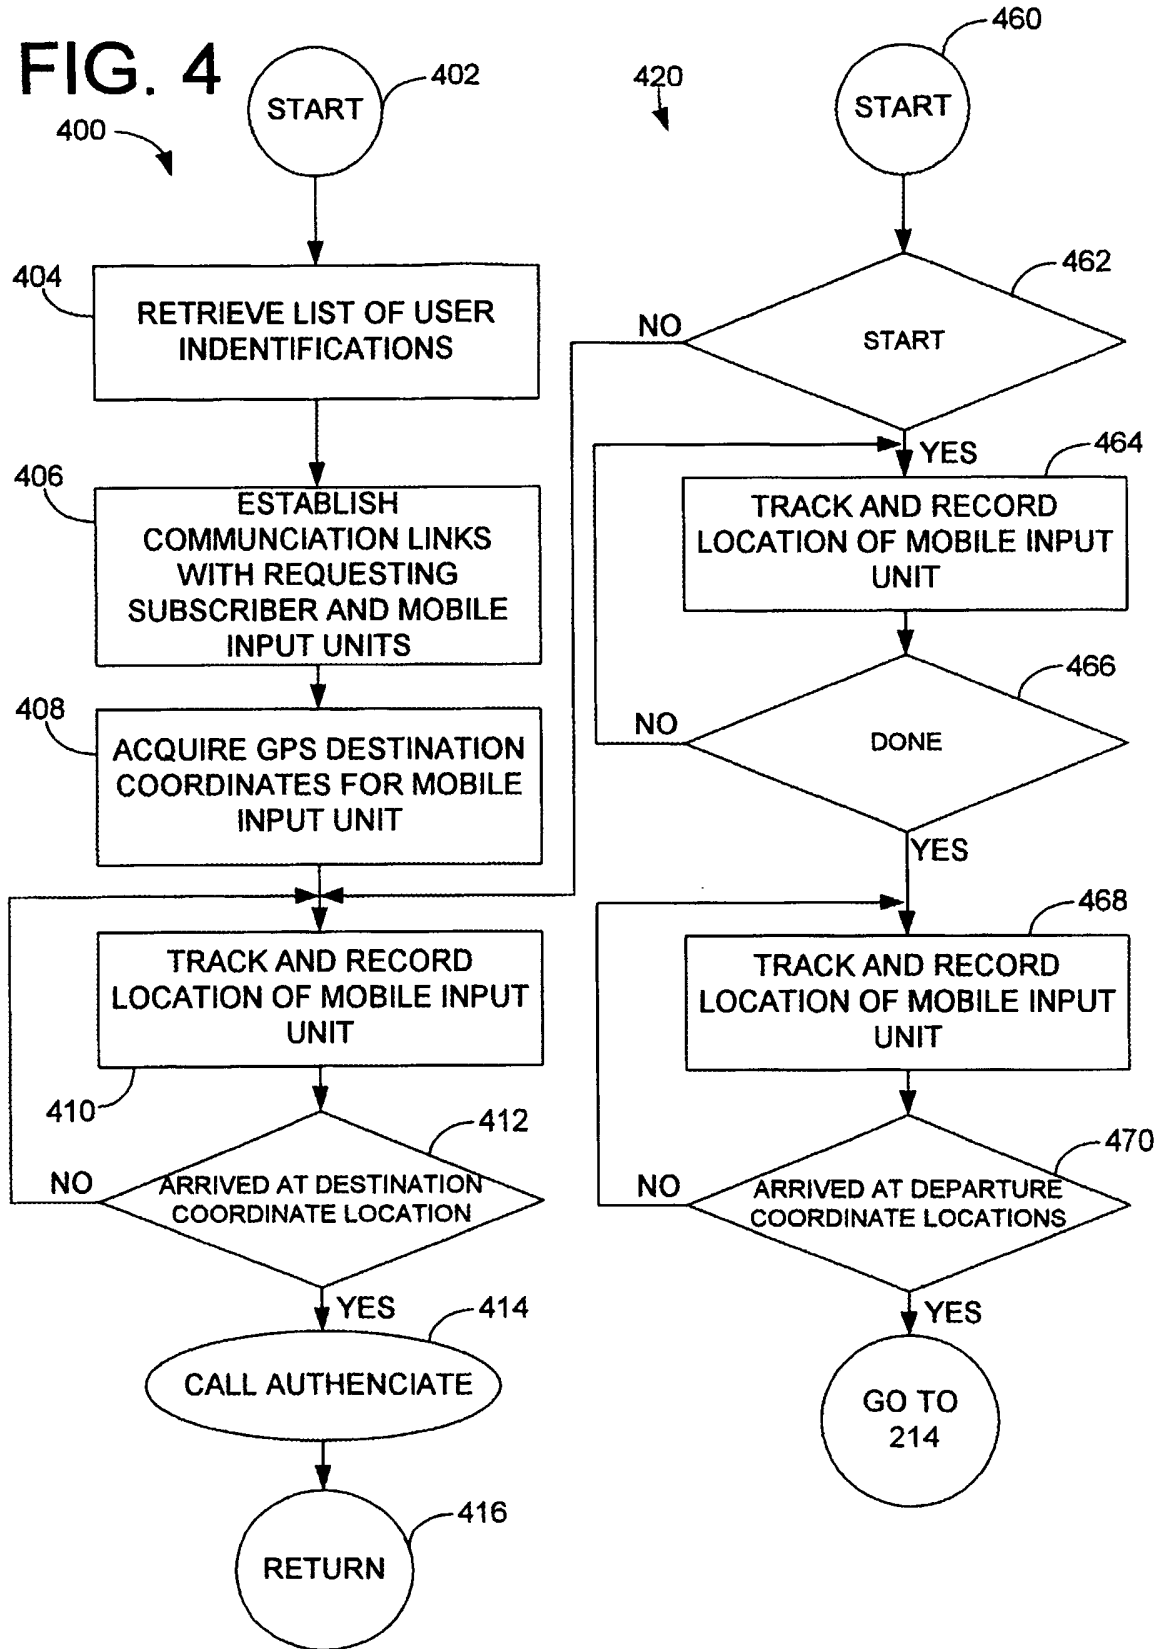 FIG. 4
400
402
START
404
RETRIEVE LIST OF USER
INDENTIFICATIONS
406
ESTABLISH
COMMUNCIATION LINKS
WITH REQUESTING
SUBSCRIBER AND MOBILE
INPUT UNITS
408
ACQUIRE GPS DESTINATION
COORDINATES FOR MOBILE
INPUT UNIT
TRACK AND RECORD
LOCATION OF MOBILE INPUT
UNIT
410
412
NO
ARRIVED AT DESTINATION
COORDINATE LOCATION
YES
414
CALL AUTHENCIATE
416
RETURN
420
460
START
462
NO
START
YES
464
TRACK AND RECORD
LOCATION OF MOBILE INPUT
UNIT
466
NO
DONE
YES
468
TRACK AND RECORD
LOCATION OF MOBILE INPUT
UNIT
470
NO
ARRIVED AT DEPARTURE
COORDINATE LOCATIONS
YES
GO TO
214